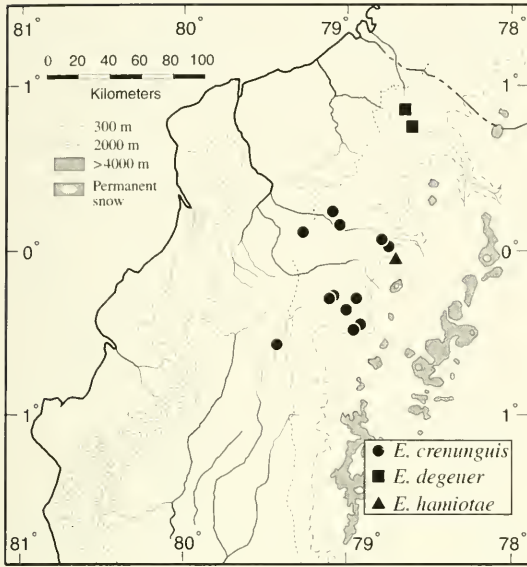 81° 80° 79° 78°
0 20 40 60 80 100
Kilometers
300 m
2000 m
>4000 m
Permanent
snow
1° 1°
0° 0°
1° 1°
E. crenunguis
E. degener
E. hamiotae
81° 80° 79° 78°